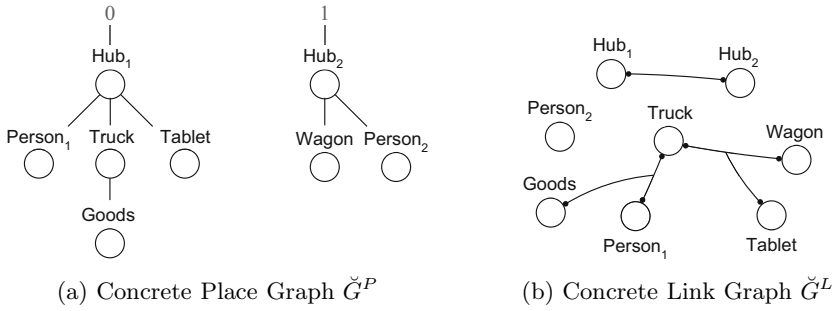 0 1
Hub₁ Hub₂
Person₁ Truck Tablet Wagon Person₂
Goods
(a) Concrete Place Graph Ğᴾ
Hub₁ Hub₂
Person₂ Truck
Wagon
Goods
Person₁ Tablet
(b) Concrete Link Graph Ğᴸ